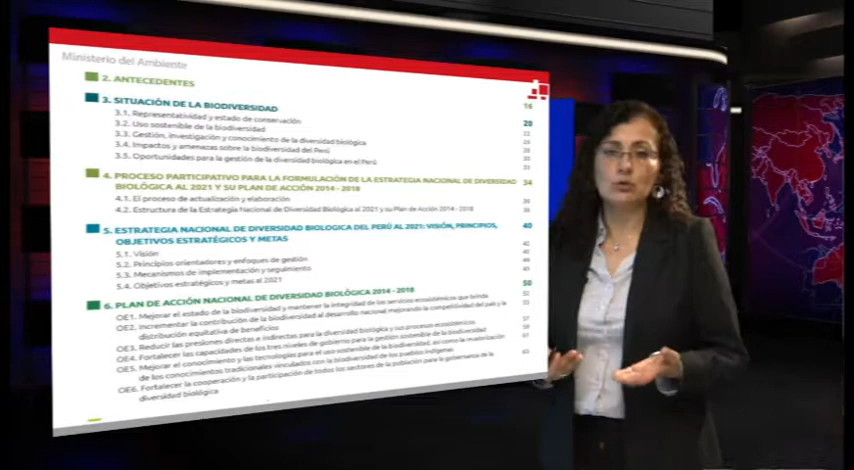 Ministerio del Ambiente
2. ANTECEDENTES 16
3. SITUACIÓN DE LA BIODIVERSIDAD 20
3.1. Representatividad y estado de conservación
3.2. Uso sostenible de la biodiversidad
3.3. Gestión, investigación y conocimiento de la diversidad biológica
3.4. Impactos y amenazas sobre la biodiversidad del Perú
3.5. Oportunidades para la gestión de la diversidad biológica en el Perú
4. PROCESO PARTICIPATIVO PARA LA FORMULACIÓN DE LA ESTRATEGIA NACIONAL DE DIVERSIDAD 34
BIOLÓGICA AL 2021 Y SU PLAN DE ACCIÓN 2014 - 2018
4.1. El proceso de actualización y elaboración
4.2. Estructura de la Estrategia Nacional de Diversidad Biológica al 2021 y su Plan de Acción 2014 - 2018
5. ESTRATEGIA NACIONAL DE DIVERSIDAD BIOLOGICA DEL PERÚ AL 2021: VISIÓN, PRINCIPIOS, 40
OBJETIVOS ESTRATÉGICOS Y METAS
5.1. Visión
5.2. Principios orientadores y enfoques de gestión
5.3. Mecanismos de implementación y seguimiento
5.4. Objetivos estratégicos y metas al 2021
6. PLAN DE ACCIÓN NACIONAL DE DIVERSIDAD BIOLÓGICA 2014 - 2018 50
OE1. Mejorar el estado de la biodiversidad y mantener la integridad de los servicios ecosistémicos que brinda
OE2. Incrementar la contribución de la biodiversidad al desarrollo nacional mejorando la competitividad del país y la
distribución equitativa de beneficios
OE3. Reducir las presiones directas e indirectas para la diversidad biológica y sus procesos ecosistémicos
OE4. Fortalecer las capacidades de los tres niveles de gobierno para la gestión sostenible de la biodiversidad
OE5. Mejorar el conocimiento y las tecnologías para el uso sostenible de la biodiversidad, así como la revalorización
de los conocimientos tradicionales vinculados con la biodiversidad de los pueblos indígenas
OE6. Fortalecer la cooperación y la participación de todos los sectores de la población para la gobernanza de la
diversidad biológica